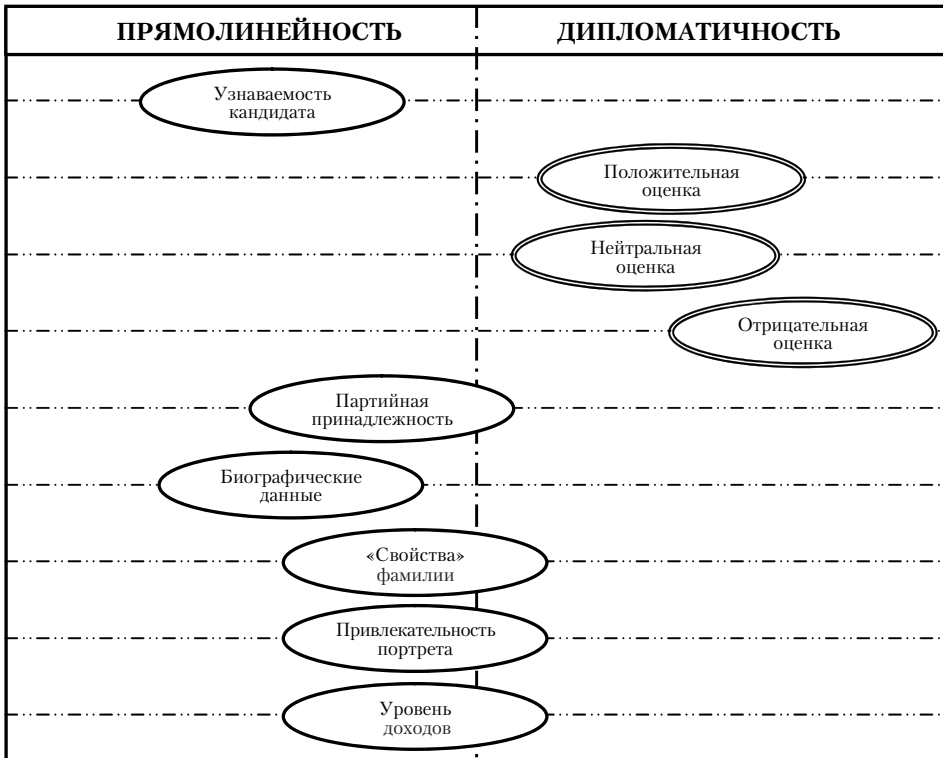 ПРЯМОЛИНЕЙНОСТЬ
ДИПЛОМАТИЧНОСТЬ
Узнаваемость
кандидата
Положительная
оценка
Нейтральная
оценка
Отрицательная
оценка
Партийная
принадлежность
Биографические
данные
«Свойства»
фамилии
Привлекательность
портрета
Уровень
доходов